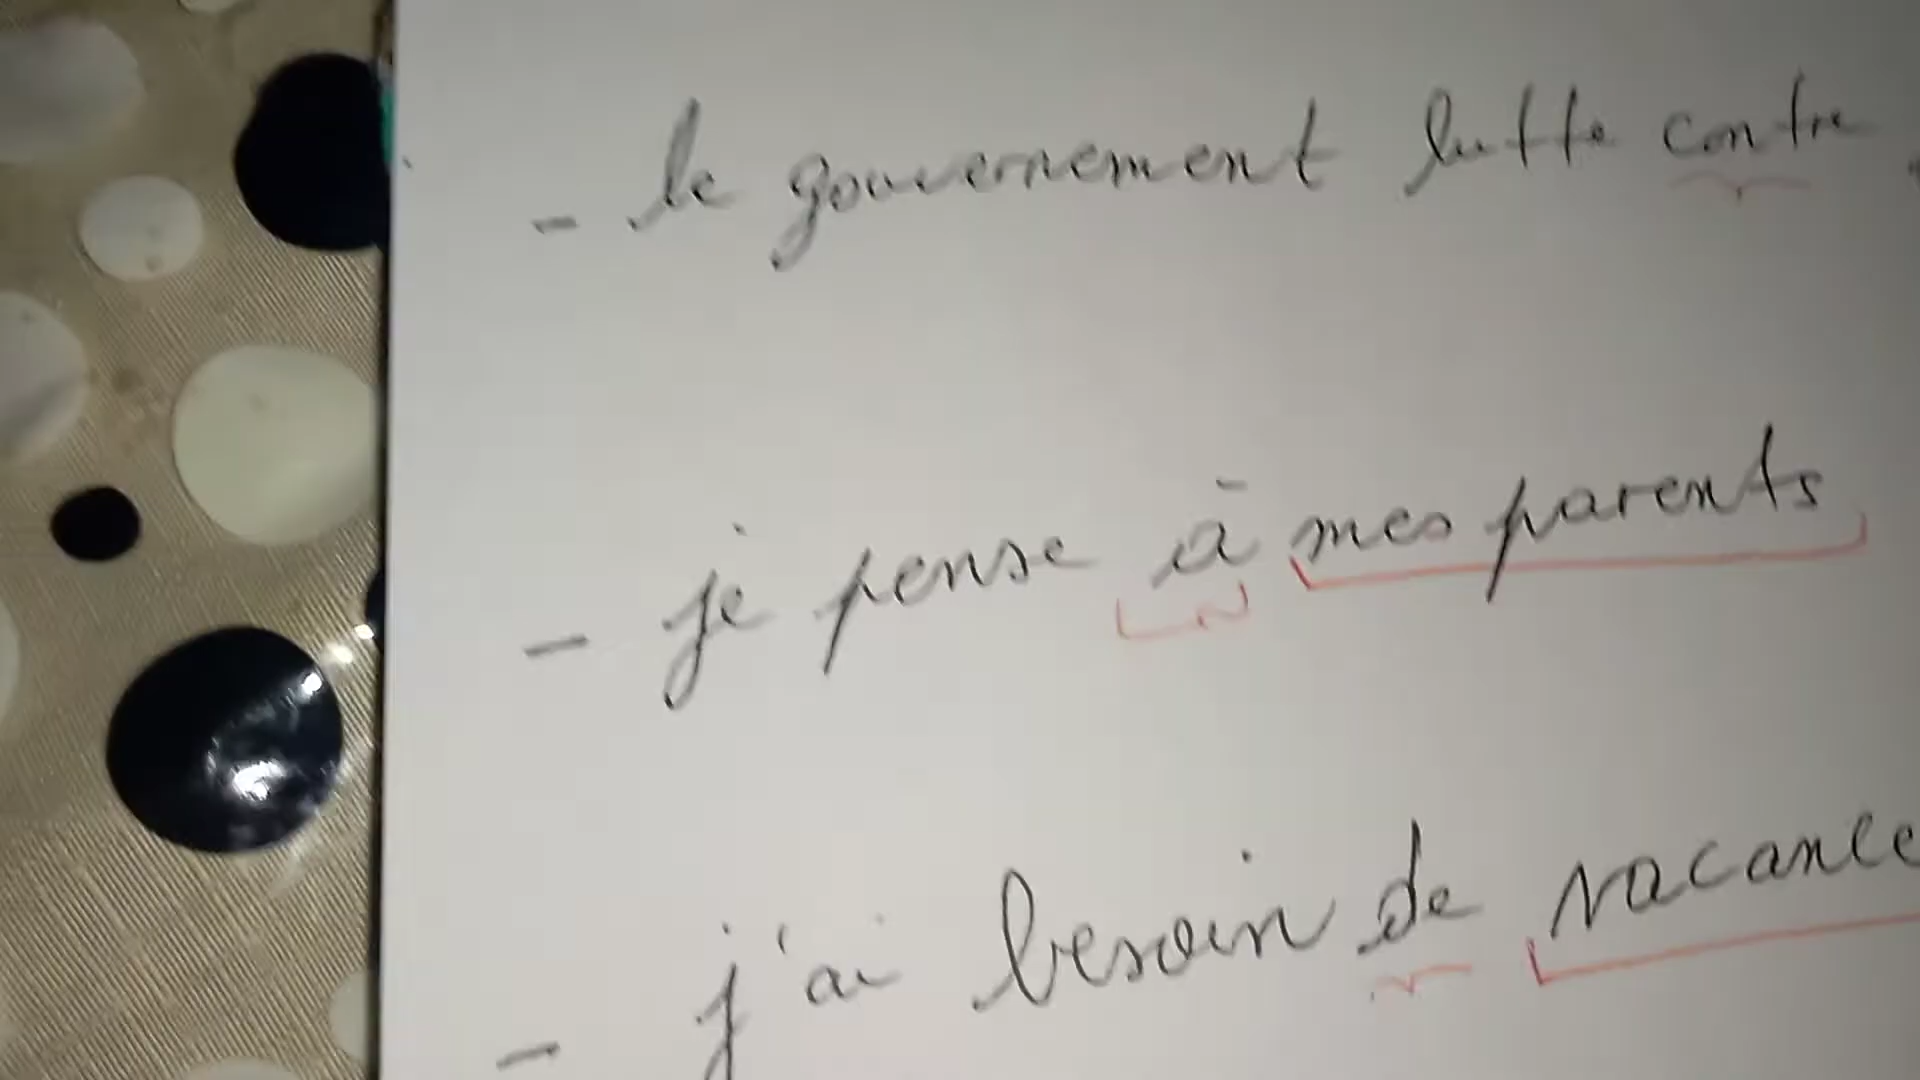 - le gouvernement lutte contre
- je pense à mes parents
- j'ai besoin de vacance